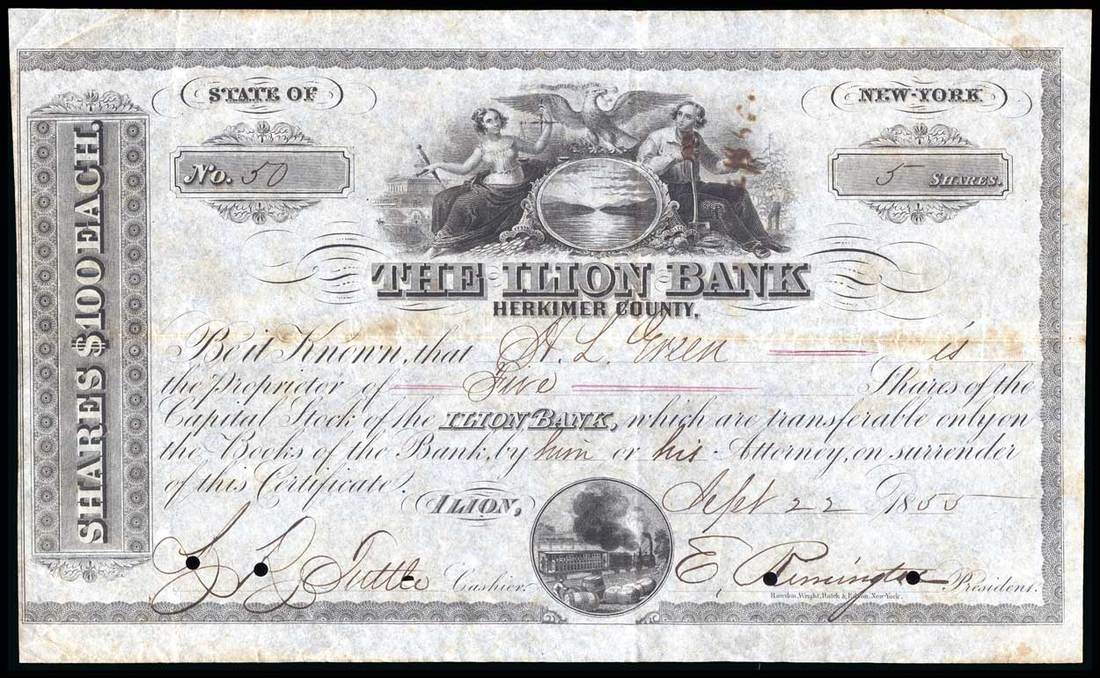 STATE OF
NEW-YORK
No. 50
5 SHARES.
SHARES $100 EACH.
THE ILION BANK
HERKIMER COUNTY.
Be it Known, that H. L. Green is
the Proprietor of Five Shares of the
Capital Stock of the ILION BANK, which are transferable only on
the Books of the Bank, by him or his Attorney, on surrender
of this Certificate.
ILION, Sept 22 1855
Tuttle Cashier. E. Remington President.
Rawdon, Wright, Hatch & Edson, New-York.